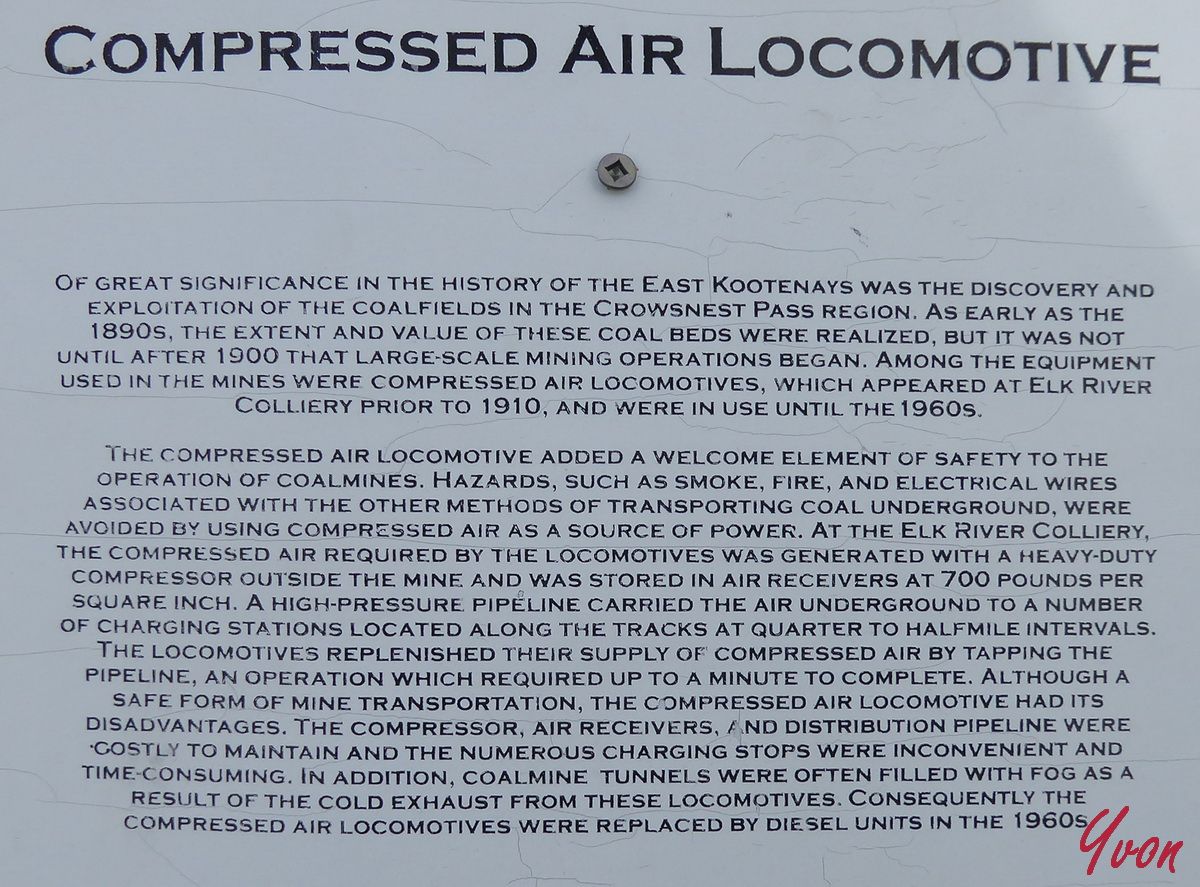 COMPRESSED AIR LOCOMOTIVE
OF GREAT SIGNIFICANCE IN THE HISTORY OF THE EAST KOOTENAYS WAS THE DISCOVERY AND
EXPLOITATION OF THE COALFIELDS IN THE CROWSNEST PASS REGION. AS EARLY AS THE
1890S, THE EXTENT AND VALUE OF THESE COAL BEDS WERE REALIZED, BUT IT WAS NOT
UNTIL AFTER 1900 THAT LARGE-SCALE MINING OPERATIONS BEGAN. AMONG THE EQUIPMENT
USED IN THE MINES WERE COMPRESSED AIR LOCOMOTIVES, WHICH APPEARED AT ELK RIVER
COLLIERY PRIOR TO 1910, AND WERE IN USE UNTIL THE 1960S.
THE COMPRESSED AIR LOCOMOTIVE ADDED A WELCOME ELEMENT OF SAFETY TO THE
OPERATION OF COALMINES. HAZARDS, SUCH AS SMOKE, FIRE, AND ELECTRICAL WIRES
ASSOCIATED WITH THE OTHER METHODS OF TRANSPORTING COAL UNDERGROUND, WERE
AVOIDED BY USING COMPRESSED AIR AS A SOURCE OF POWER. AT THE ELK RIVER COLLIERY,
THE COMPRESSED AIR REQUIRED BY THE LOCOMOTIVES WAS GENERATED WITH A HEAVY-DUTY
COMPRESSOR OUTSIDE THE MINE AND WAS STORED IN AIR RECEIVERS AT 700 POUNDS PER
SQUARE INCH. A HIGH-PRESSURE PIPELINE CARRIED THE AIR UNDERGROUND TO A NUMBER
OF CHARGING STATIONS LOCATED ALONG THE TRACKS AT QUARTER TO HALFMILE INTERVALS.
THE LOCOMOTIVES REPLENISHED THEIR SUPPLY OF COMPRESSED AIR BY TAPPING THE
PIPELINE, AN OPERATION WHICH REQUIRED UP TO A MINUTE TO COMPLETE. ALTHOUGH A
SAFE FORM OF MINE TRANSPORTATION, THE COMPRESSED AIR LOCOMOTIVE HAD ITS
DISADVANTAGES. THE COMPRESSOR, AIR RECEIVERS, AND DISTRIBUTION PIPELINE WERE
COSTLY TO MAINTAIN AND THE NUMEROUS CHARGING STOPS WERE INCONVENIENT AND
TIME-CONSUMING. IN ADDITION, COALMINE TUNNELS WERE OFTEN FILLED WITH FOG AS A
RESULT OF THE COLD EXHAUST FROM THESE LOCOMOTIVES. CONSEQUENTLY THE
COMPRESSED AIR LOCOMOTIVES WERE REPLACED BY DIESEL UNITS IN THE 1960S
Yvon